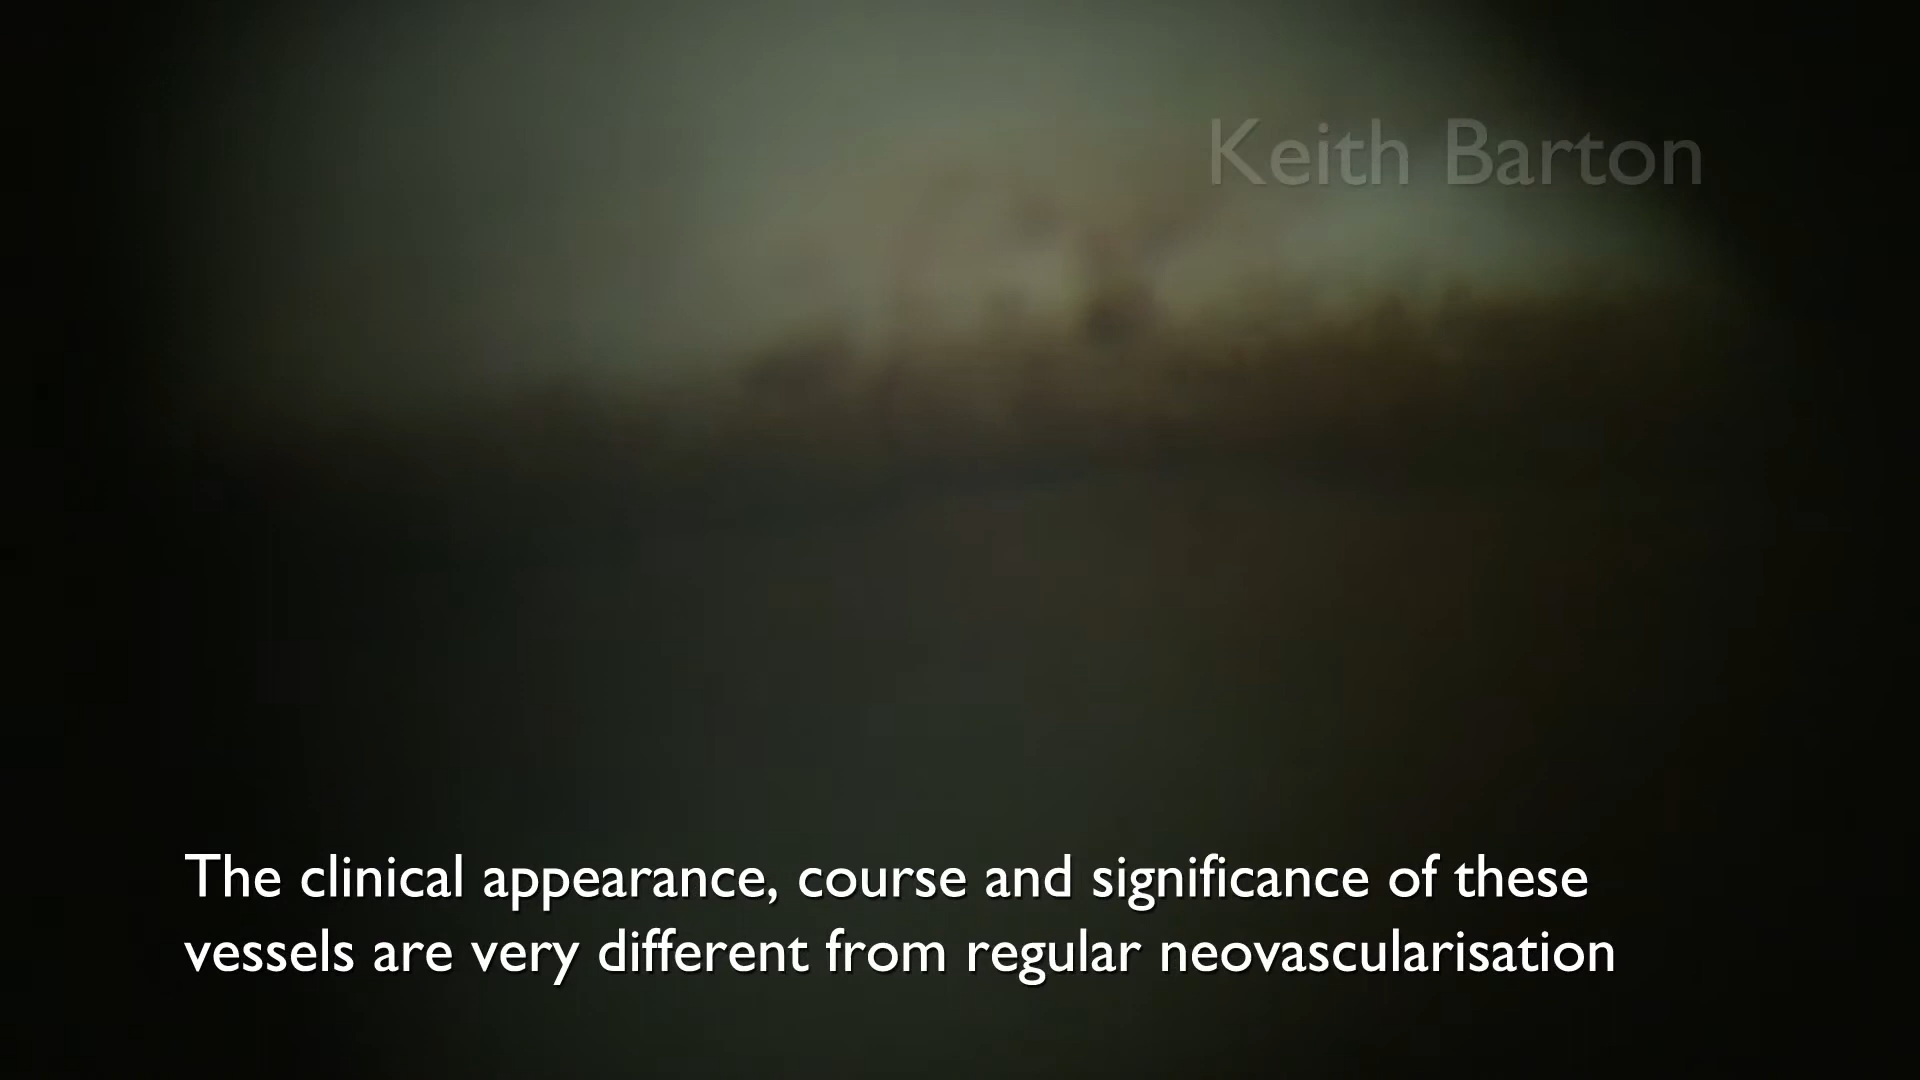 Keith Barton
The clinical appearance, course and significance of these
vessels are very different from regular neovascularisation